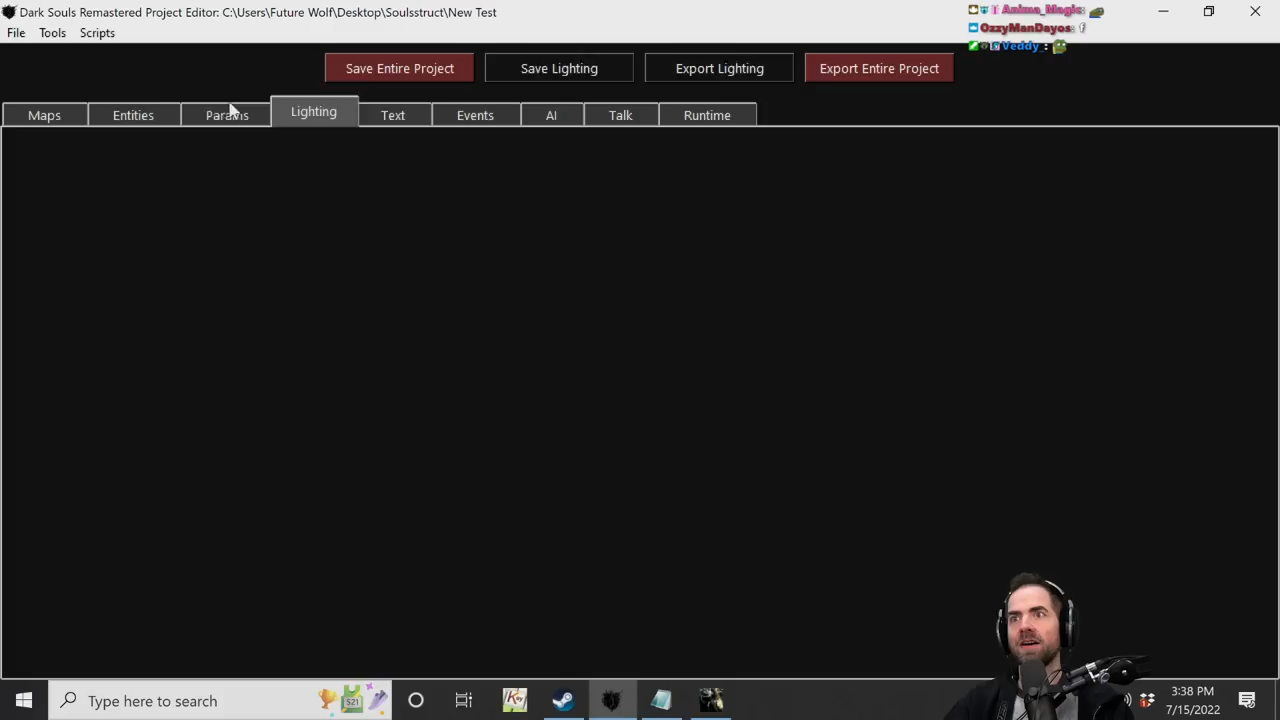 Dark Souls Remastered Project Editor: C:\Users\Future Wolf\Desktop\Soulsstruct\New Test
Anima_Magic:
OzzyManDayos:
Veddy :
File Tools Scripts
Save Entire Project Save Lighting Export Lighting Export Entire Project
Maps Entities Params Lighting Text Events AI Talk Runtime
Type here to search
521
Key
3:38 PM
7/15/2022